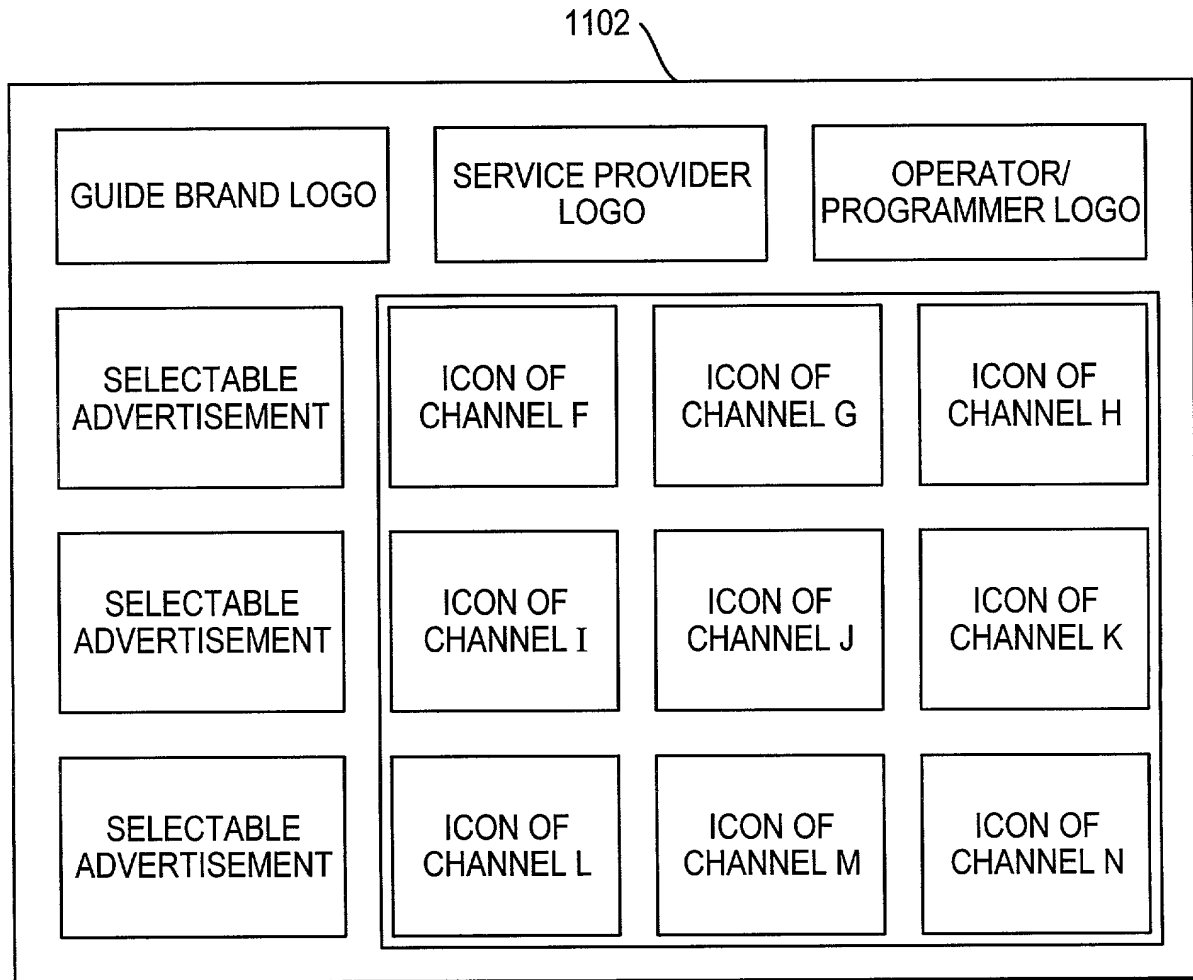 1102
GUIDE BRAND LOGO
SERVICE PROVIDER
LOGO
OPERATOR/
PROGRAMMER LOGO
SELECTABLE
ADVERTISEMENT
ICON OF
CHANNEL F
ICON OF
CHANNEL G
ICON OF
CHANNEL H
SELECTABLE
ADVERTISEMENT
ICON OF
CHANNEL I
ICON OF
CHANNEL J
ICON OF
CHANNEL K
SELECTABLE
ADVERTISEMENT
ICON OF
CHANNEL L
ICON OF
CHANNEL M
ICON OF
CHANNEL N